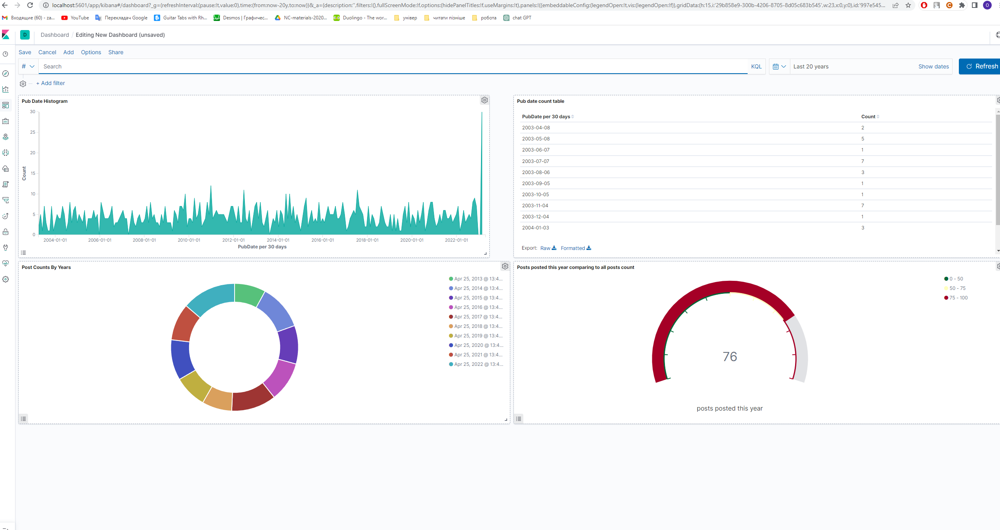 localhost:5601/app/kibana#/dashboard?_g=(refreshInterval:(pause:!t,value:0),time:(from:now-20y,to:now))&_a=(description:'',filters:!(),fullScreenMode:!f,options:(hidePanelTitles:!f,useMargins:!t),panels:!((embeddableConfig:(legendOpen:!t,vis:(legendOpen:!f)),gridData:(h:15,i:'29b858e9-300b-4206-8705-8d05c683b545',w:23,x:0,y:0),id:'997e545...
O
Входящие (60) - za...
YouTube
Перекладач Google
Guitar Tabs with Rh...
Desmos | Графичес...
NC-materials-2020...
Duolingo - The wor...
універ
читати пізніше
робота
chat GPT
D
Dashboard / Editing New Dashboard (unsaved)
Save Cancel Add Options Share
# Search KQL Last 20 years Show dates Refresh
+ Add filter
Pub Date Histogram
30
25
20
15
10
5
0
Count
2004-01-01 2006-01-01 2008-01-01 2010-01-01 2012-01-01 2014-01-01 2016-01-01 2018-01-01 2020-01-01 2022-01-01
PubDate per 30 days
Pub date count table
PubDate per 30 days Count
2003-04-08 2
2003-05-08 5
2003-06-07 1
2003-07-07 7
2003-08-06 3
2003-09-05 1
2003-10-05 1
2003-11-04 7
2003-12-04 1
2004-01-03 3
Export: Raw Formatted
Post Counts By Years
Apr 25, 2013 @ 13:4...
Apr 25, 2014 @ 13:4...
Apr 25, 2015 @ 13:4...
Apr 25, 2016 @ 13:4...
Apr 25, 2017 @ 13:4...
Apr 25, 2018 @ 13:4...
Apr 25, 2019 @ 13:4...
Apr 25, 2020 @ 13:4...
Apr 25, 2021 @ 13:4...
Apr 25, 2022 @ 13:4...
Posts posted this year comparing to all posts count
0 - 50
50 - 75
75 - 100
76
posts posted this year